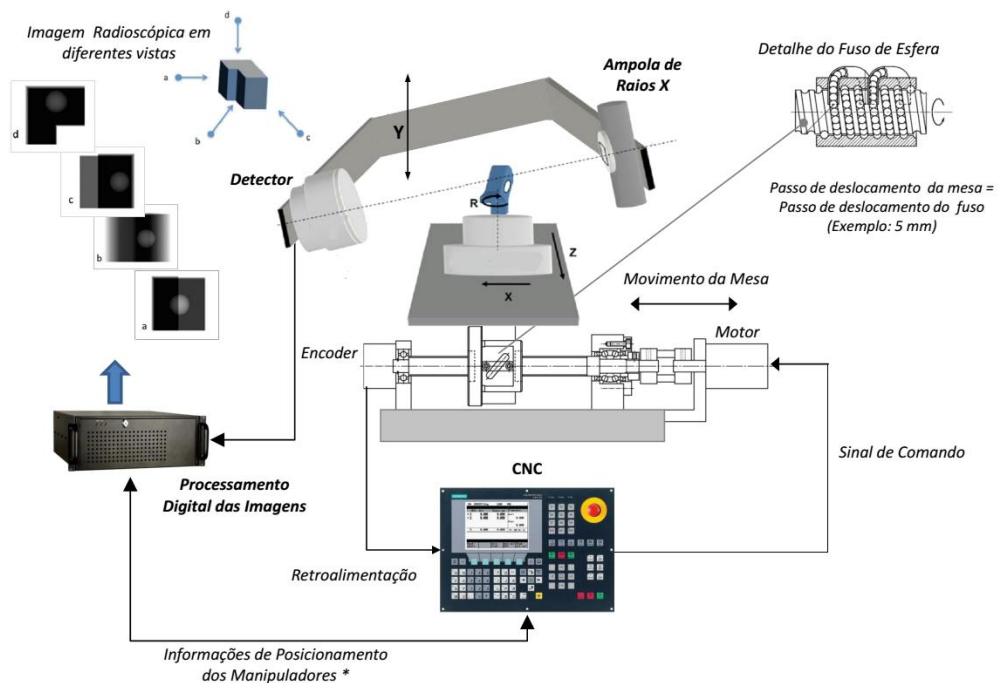 Imagem Radioscópica em
diferentes vistas
d
a
b
c
d
c
b
a
Detector
Y
Ampola de
Raios X
R
Z
X
Detalhe do Fuso de Esfera
Passo de deslocamento da mesa =
Passo de deslocamento do fuso
(Exemplo: 5 mm)
Movimento da Mesa
Encoder
Motor
Processamento
Digital das Imagens
CNC
Sinal de Comando
Retroalimentação
Informações de Posicionamento
dos Manipuladores *